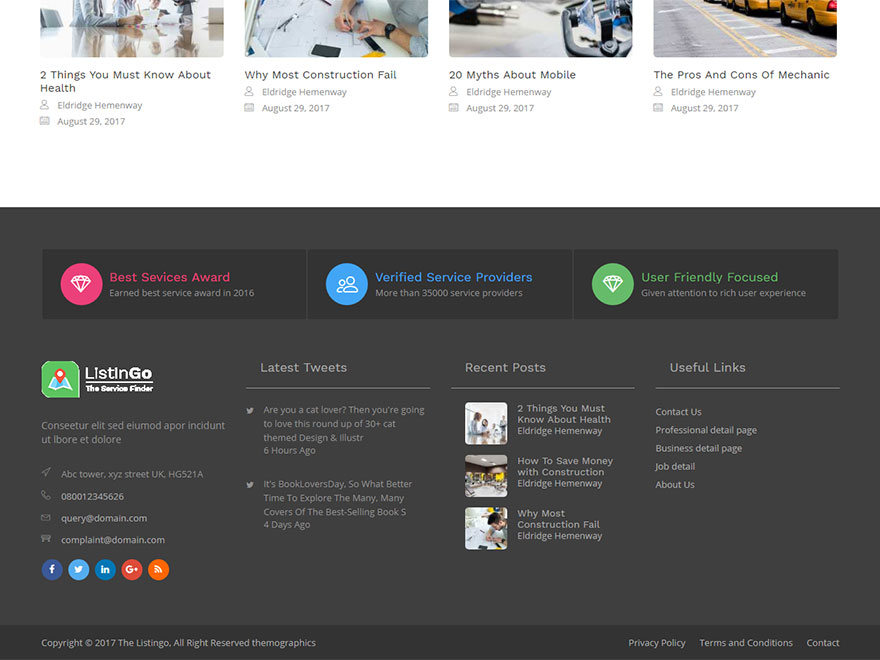 2 Things You Must Know About
Health
Eldridge Hemenway
August 29, 2017
Why Most Construction Fail
Eldridge Hemenway
August 29, 2017
20 Myths About Mobile
Eldridge Hemenway
August 29, 2017
The Pros And Cons Of Mechanic
Eldridge Hemenway
August 29, 2017
Best Sevices Award
Earned best service award in 2016
Verified Service Providers
More than 35000 service providers
User Friendly Focused
Given attention to rich user experience
ListInGo
The Service Finder
Conseetur elit sed eiumod apor incidunt
ut lbore et dolore
Abc tower, xyz street UK, HG521A
080012345626
query@domain.com
complaint@domain.com
f
in
G+
Latest Tweets
Are you a cat lover? Then you're going
to love this round up of 30+ cat
themed Design & Illustr
6 Hours Ago
It's BookLoversDay, So What Better
Time To Explore The Many, Many
Covers Of The Best-Selling Book S
4 Days Ago
Recent Posts
2 Things You Must
Know About Health
Eldridge Hemenway
How To Save Money
with Construction
Eldridge Hemenway
Why Most
Construction Fail
Eldridge Hemenway
Useful Links
Contact Us
Professional detail page
Business detail page
Job detail
About Us
Copyright © 2017 The Listingo, All Right Reserved themographics
Privacy Policy Terms and Conditions Contact